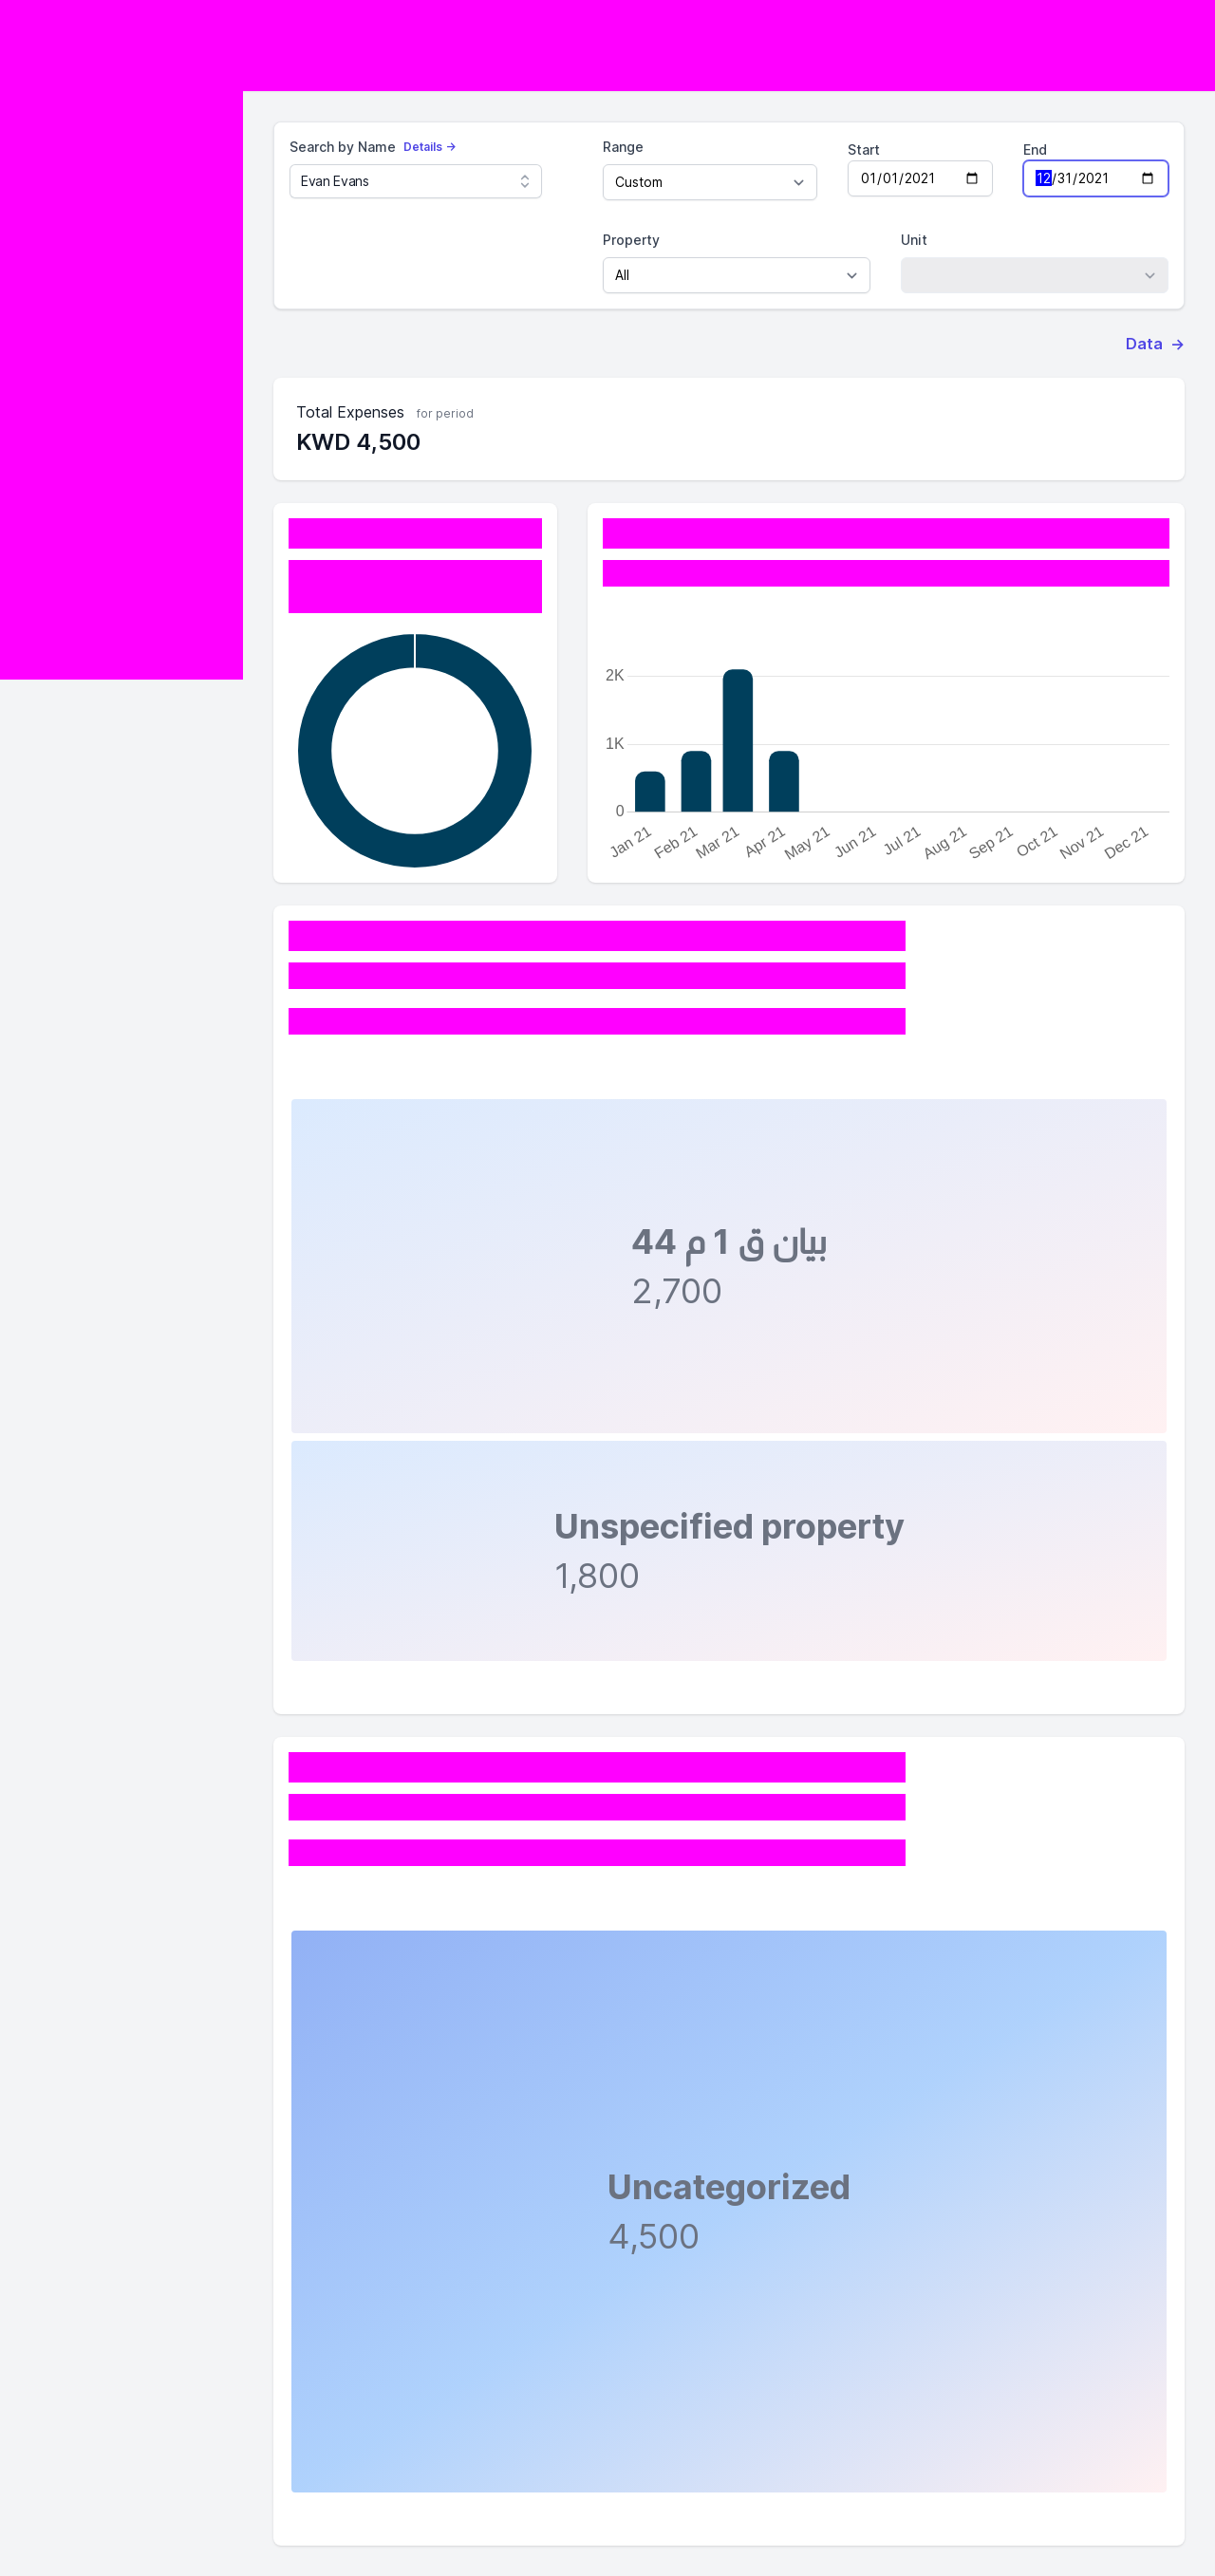 Search by Name Details →
Evan Evans
Range
Custom
Start
01/01/2021
End
12/31/2021
Property
All
Unit
Data →
Total Expenses for period
KWD 4,500
2K
1K
0
Jan 21
Feb 21
Mar 21
Apr 21
May 21
Jun 21
Jul 21
Aug 21
Sep 21
Oct 21
Nov 21
Dec 21
بيان ق 1 م 44
2,700
Unspecified property
1,800
Uncategorized
4,500